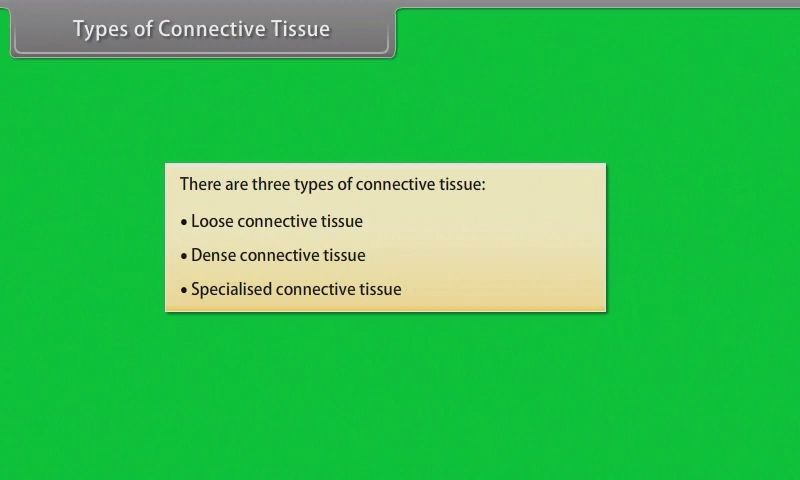 Types of Connective Tissue
There are three types of connective tissue:
• Loose connective tissue
• Dense connective tissue
• Specialised connective tissue